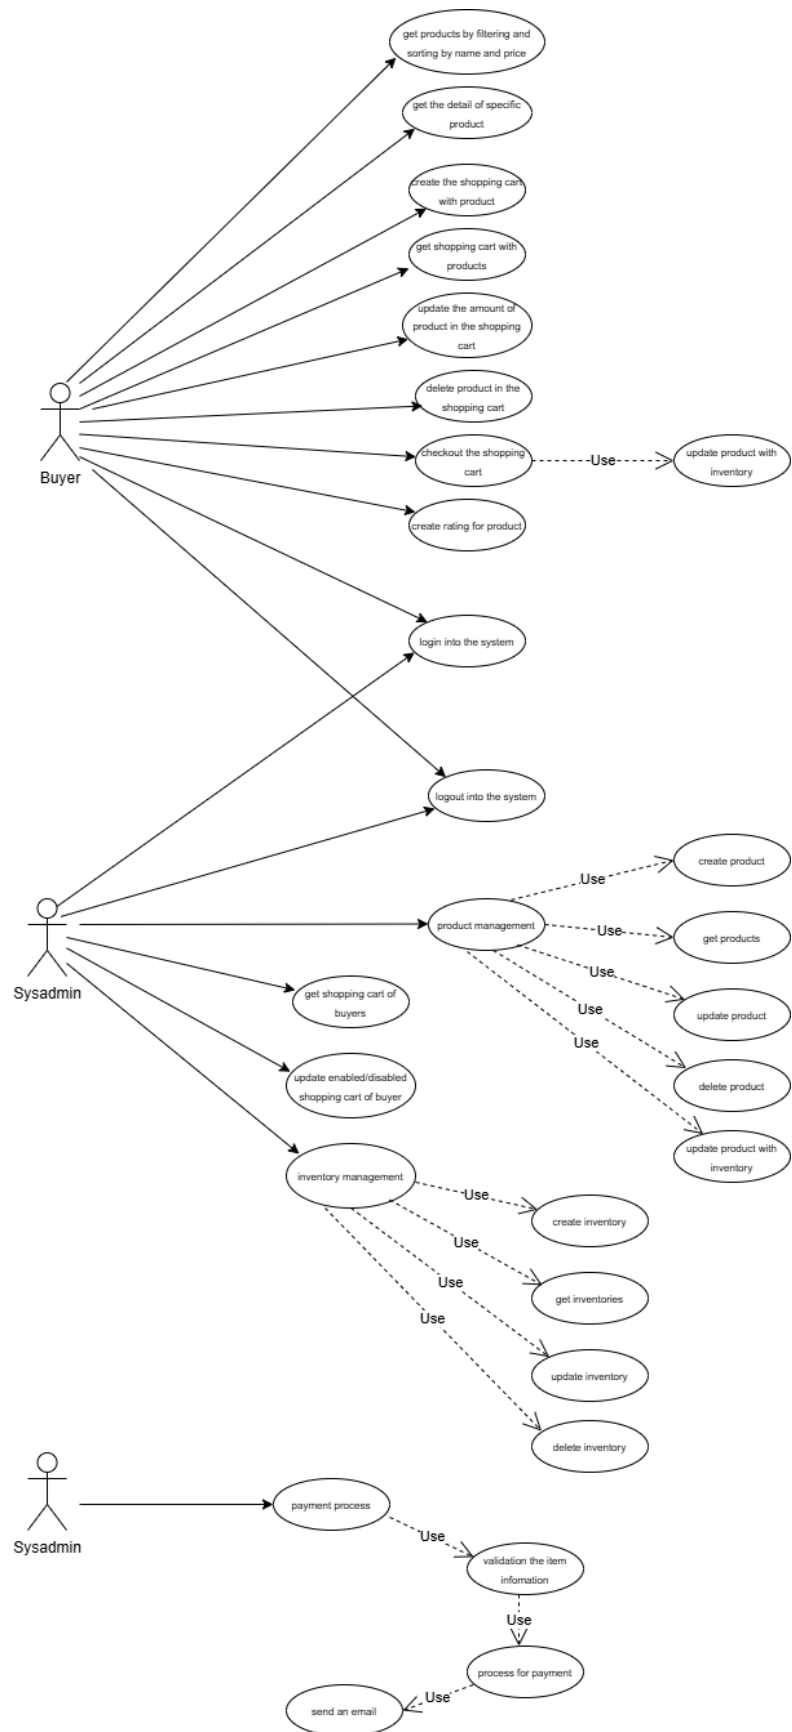 get products by filtering and
sorting by name and price
get the detail of specific
product
create the shopping cart
with product
get shopping cart with
products
update the amount of
product in the shopping
cart
delete product in the
shopping cart
Buyer
checkout the shopping
cart
Use
update product with
inventory
create rating for product
login into the system
logout into the system
create product
Use
Sysadmin
product management
Use
get products
get shopping cart of
buyers
Use
update product
Use
Use
delete product
update enabled/disabled
shopping cart of buyer
update product with
inventory
inventory management
Use
create inventory
Use
get inventories
Use
Use
update inventory
delete inventory
Sysadmin
payment process
Use
validation the item
infomation
Use
process for payment
Use
send an email